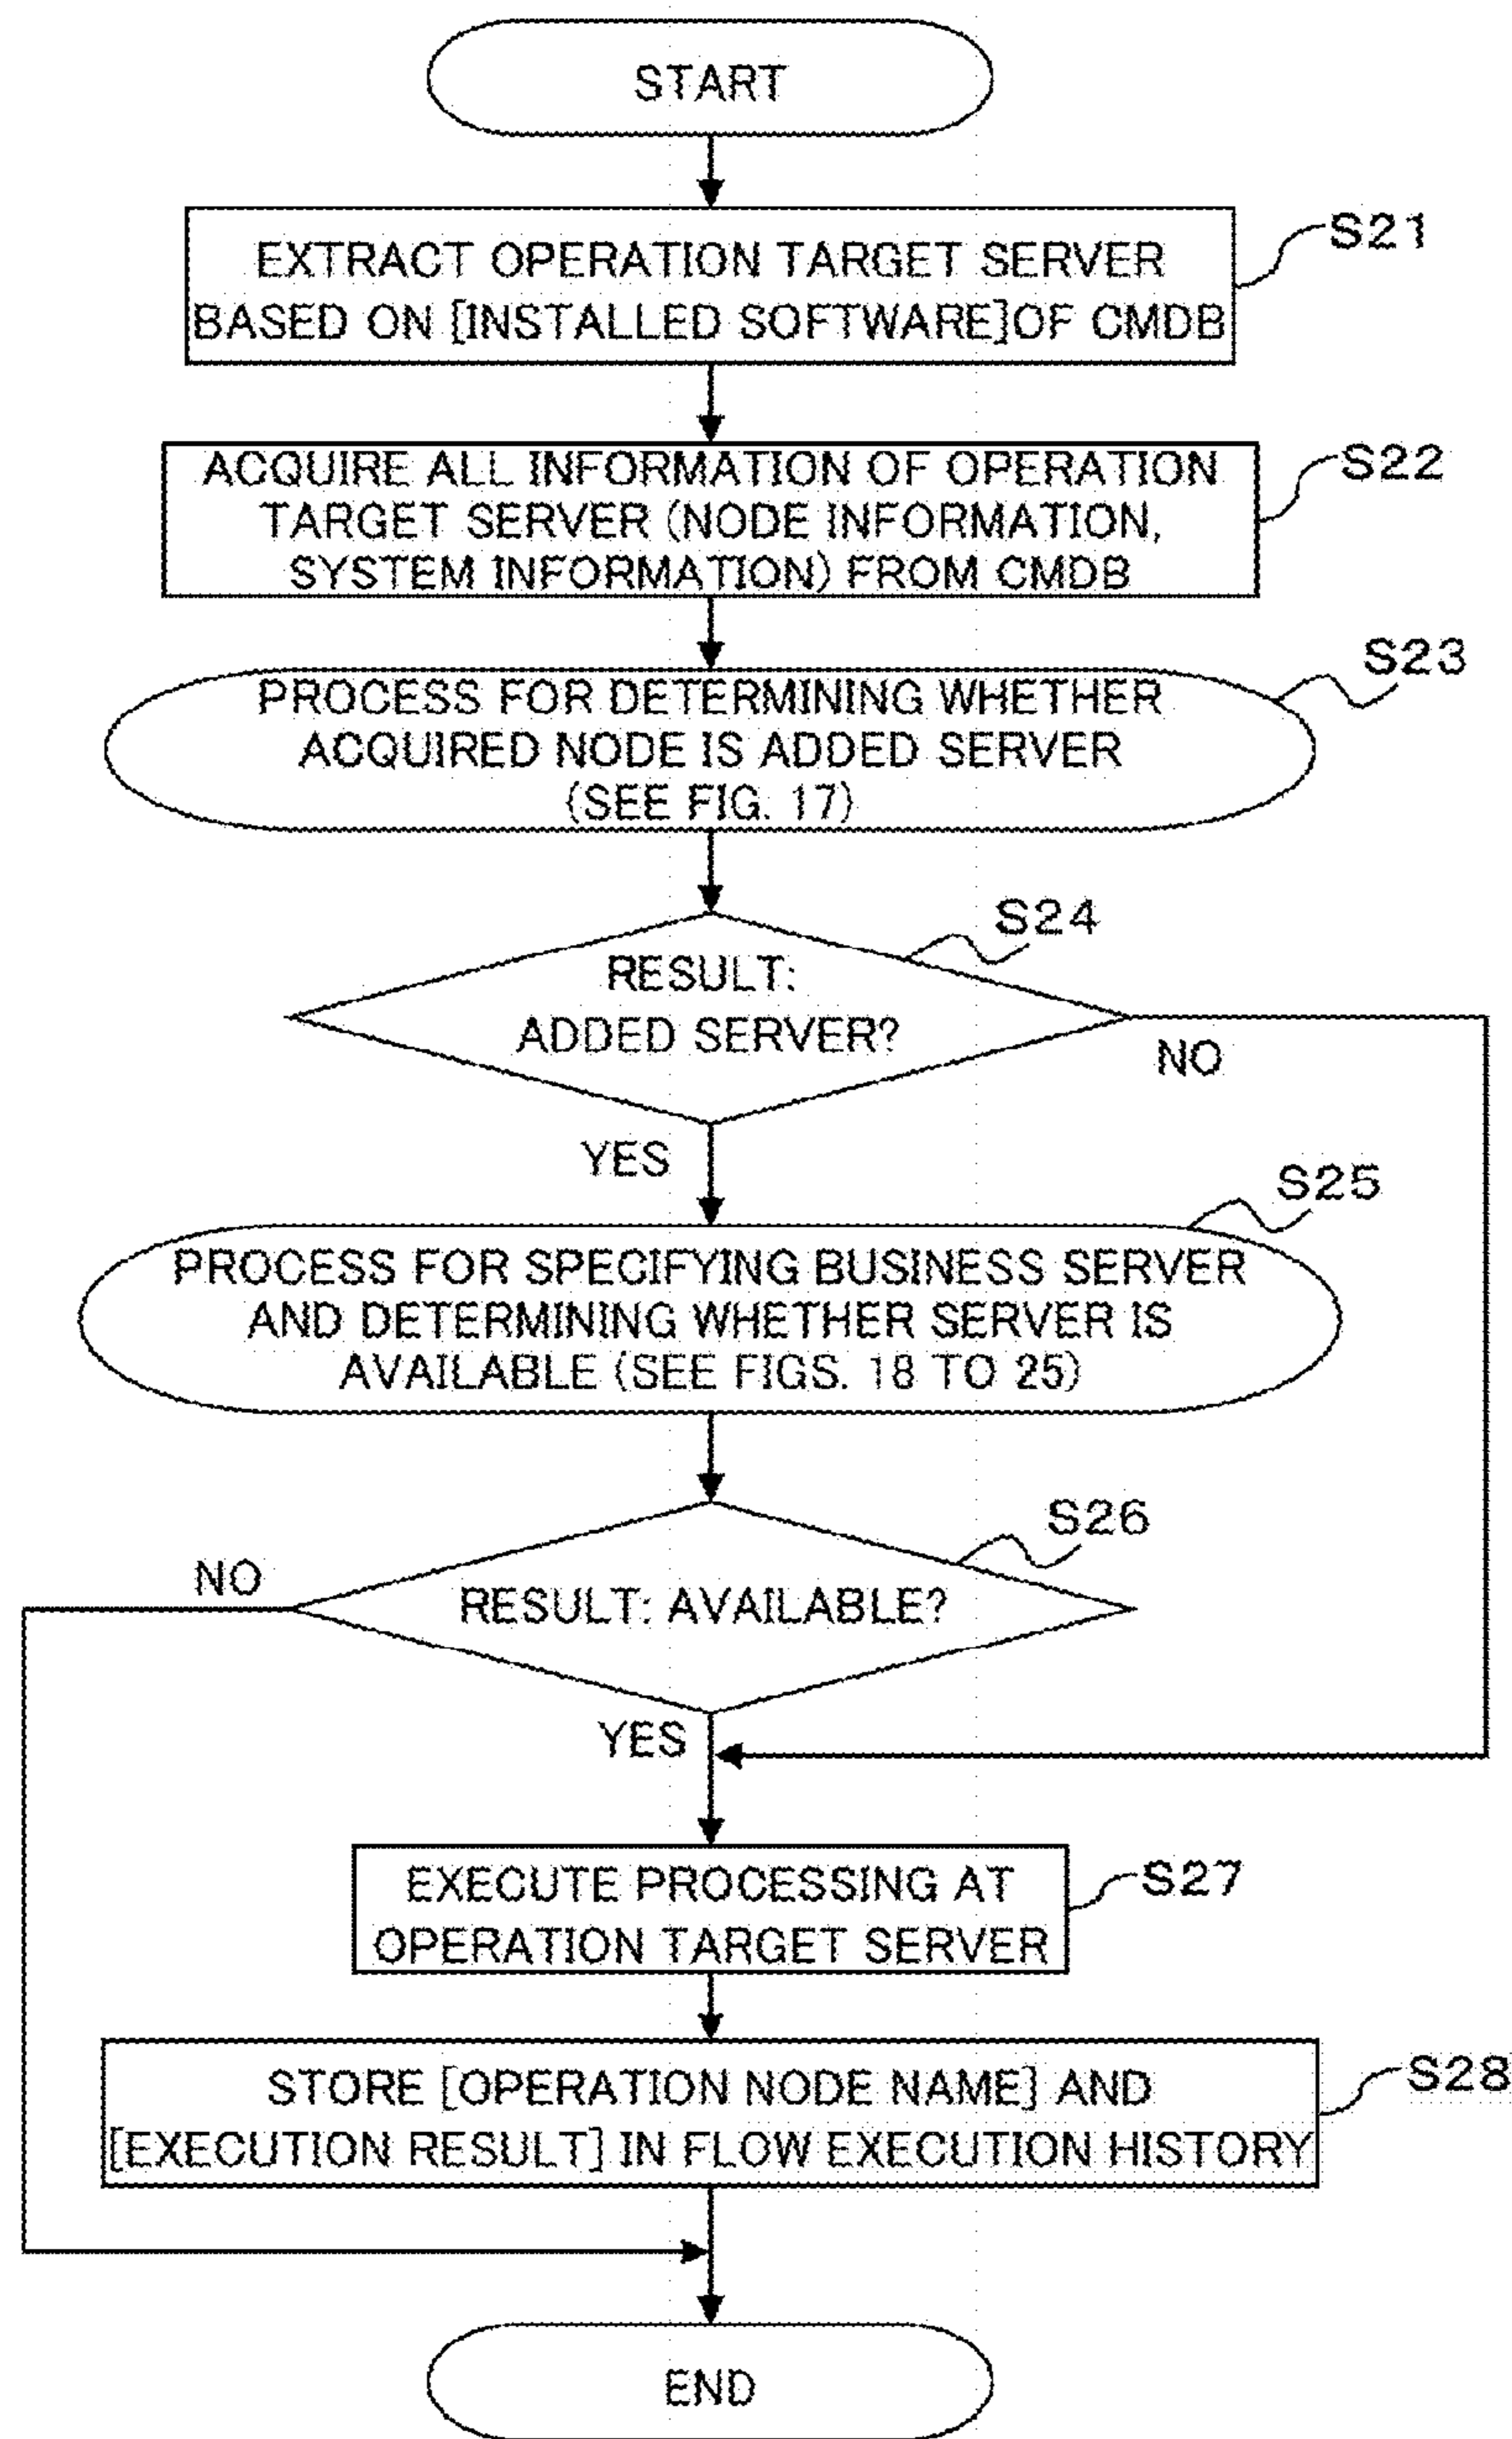 START
EXTRACT OPERATION TARGET SERVER
BASED ON [INSTALLED SOFTWARE]OF CMDB
S21
ACQUIRE ALL INFORMATION OF OPERATION
TARGET SERVER (NODE INFORMATION,
SYSTEM INFORMATION) FROM CMDB
S22
PROCESS FOR DETERMINING WHETHER
ACQUIRED NODE IS ADDED SERVER
(SEE FIG. 17)
S23
RESULT:
ADDED SERVER?
S24
NO
YES
PROCESS FOR SPECIFYING BUSINESS SERVER
AND DETERMINING WHETHER SERVER IS
AVAILABLE (SEE FIGS. 18 TO 25)
S25
RESULT: AVAILABLE?
S26
NO
YES
EXECUTE PROCESSING AT
OPERATION TARGET SERVER
S27
STORE [OPERATION NODE NAME] AND
[EXECUTION RESULT] IN FLOW EXECUTION HISTORY
S28
END